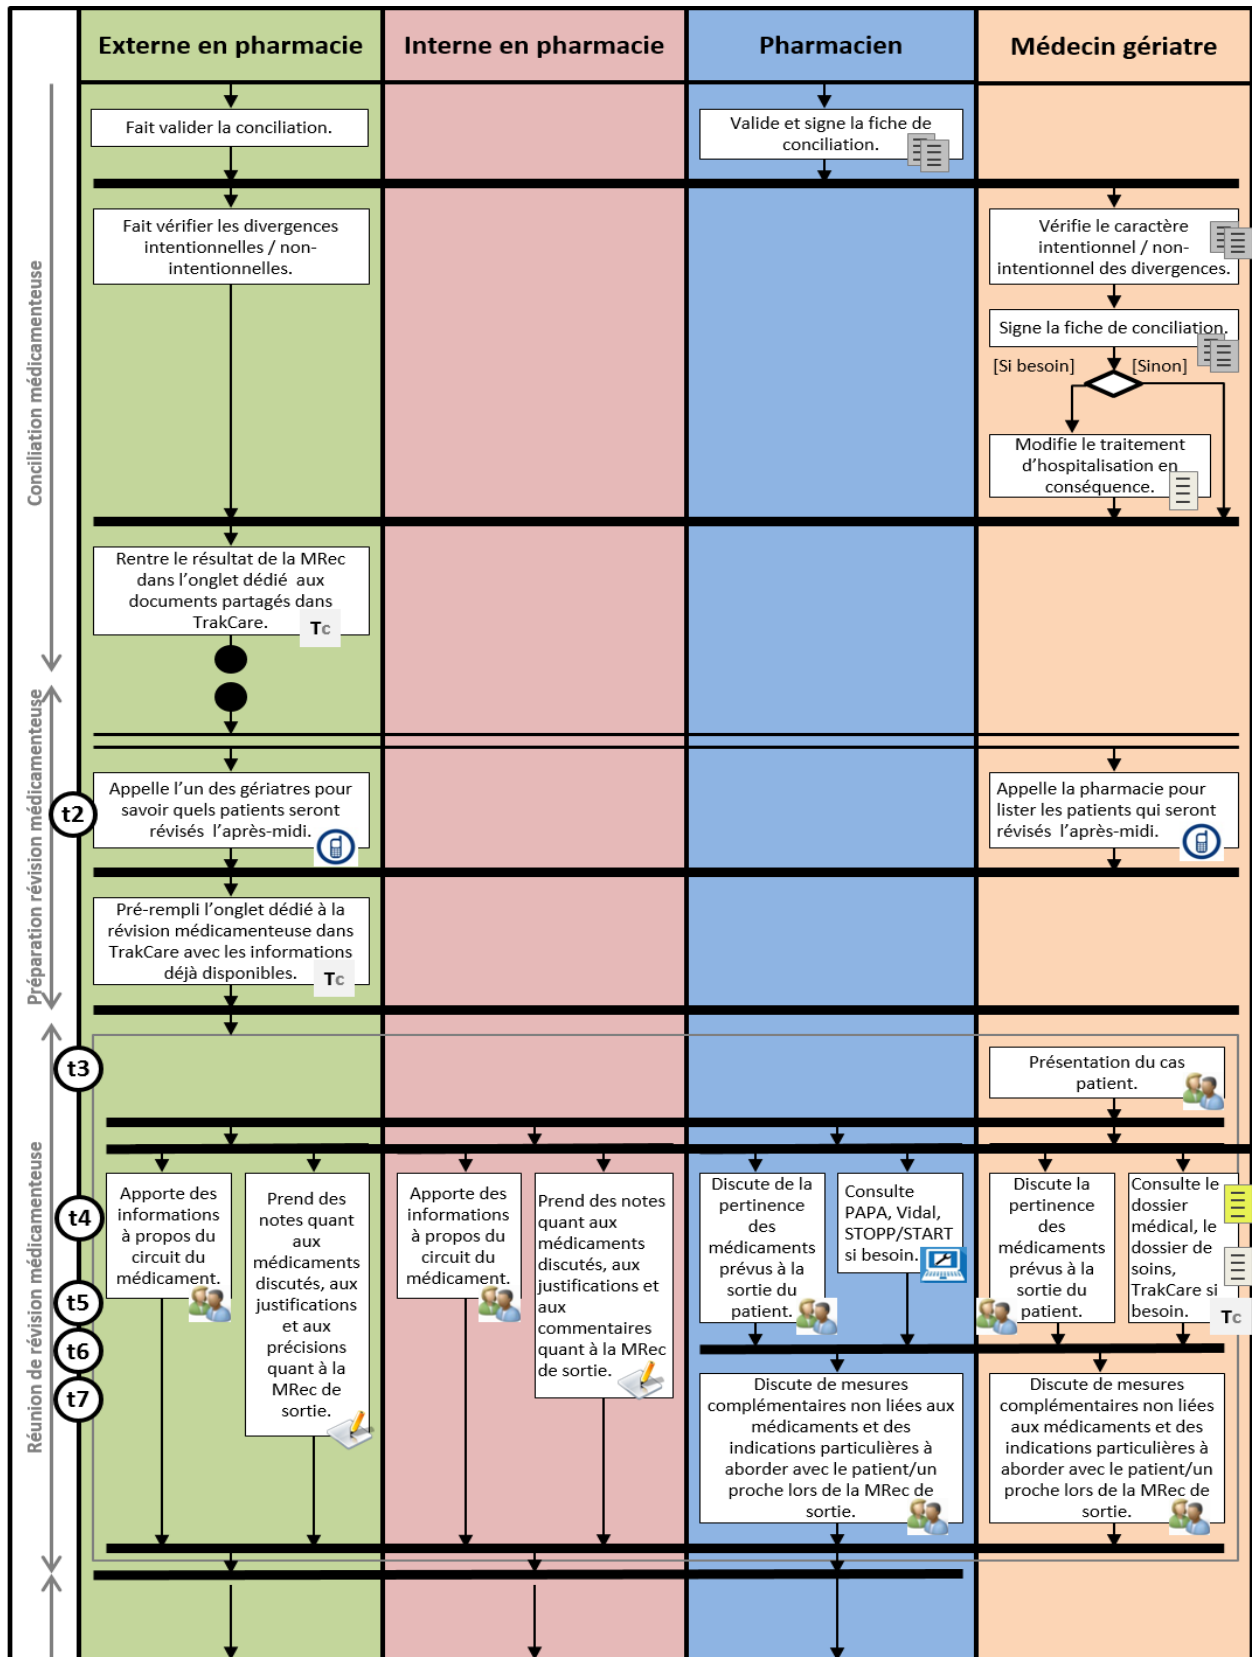 Externe en pharmacie
Interne en pharmacie
Pharmacien
Médecin gériatre
Conciliation médicamenteuse
Fait valider la conciliation.
Valide et signe la fiche de
conciliation.
Fait vérifier les divergences
intentionnelles / non-
intentionnelles.
Vérifie le caractère
intentionnel / non-
intentionnel des divergences.
Signe la fiche de conciliation.
[Si besoin]
[Sinon]
Modifie le traitement
d’hospitalisation en
conséquence.
Rentre le résultat de la MRec
dans l’onglet dédié aux
documents partagés dans
TrakCare.
Tc
Préparation révision médicamenteuse
t2
Appelle l’un des gériatres pour
savoir quels patients seront
révisés l’après-midi.
Appelle la pharmacie pour
lister les patients qui seront
révisés l’après-midi.
Pré-rempli l’onglet dédié à la
révision médicamenteuse dans
TrakCare avec les informations
déjà disponibles.
Tc
Réunion de révision médicamenteuse
t3
Présentation du cas
patient.
t4
t5
t6
t7
Apporte des
informations
à propos du
circuit du
médicament.
Prend des
notes quant
aux
médicaments
discutés, aux
justifications
et aux
précisions
quant à la
MRec de
sortie.
Apporte des
informations
à propos du
circuit du
médicament.
Prend des notes
quant aux
médicaments
discutés, aux
justifications et
aux
commentaires
quant à la MRec
de sortie.
Discute de la
pertinence
des
médicaments
prévus à la
sortie du
patient.
Consulte
PAPA, Vidal,
STOPP/START
si besoin.
Discute la
pertinence
des
médicaments
prévus à la
sortie du
patient.
Consulte le
dossier
médical, le
dossier de
soins,
TrakCare si
besoin.
Tc
Discute de mesures
complémentaires non liées aux
médicaments et des
indications particulières à
aborder avec le patient/un
proche lors de la MRec de
sortie.
Discute de mesures
complémentaires non liées
aux médicaments et des
indications particulières à
aborder avec le patient/un
proche lors de la MRec de
sortie.